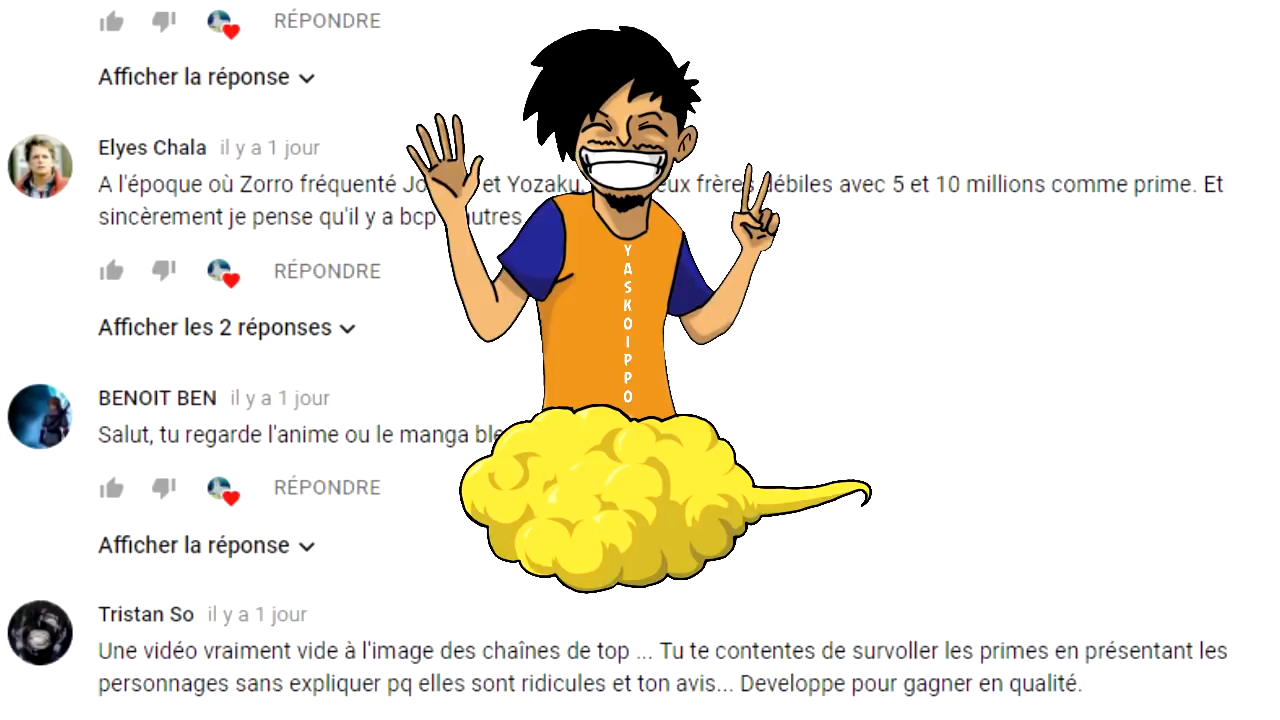 RÉPONDRE
Afficher la réponse
Elyes Chala il y a 1 jour
A l'époque où Zorro fréquenté Jo et Yozaku. eux frères débiles avec 5 et 10 millions comme prime. Et
sincèrement je pense qu'il y a bcp autres
RÉPONDRE
Afficher les 2 réponses
BENOIT BEN il y a 1 jour
Salut, tu regarde l'anime ou le manga ble
RÉPONDRE
Afficher la réponse
Tristan So il y a 1 jour
Une vidéo vraiment vide à l'image des chaînes de top ... Tu te contentes de survoller les primes en présentant les
personnages sans expliquer pq elles sont ridicules et ton avis... Developpe pour gagner en qualité.
YASKOIPPO